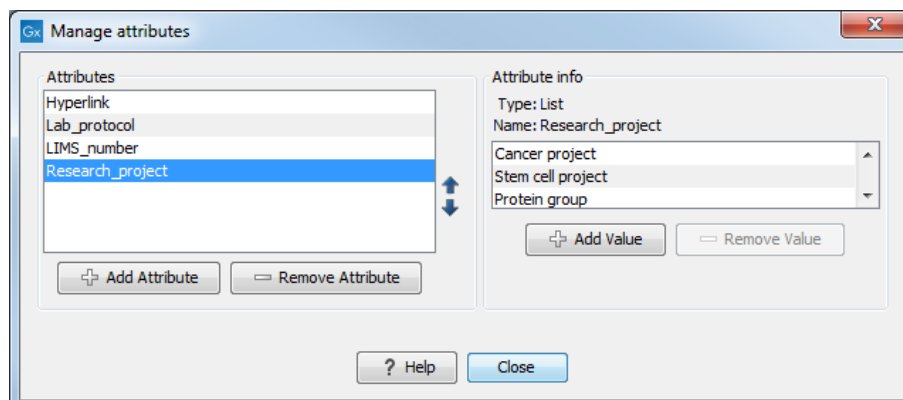 Gx Manage attributes
Attributes
Hyperlink
Lab_protocol
LIMS_number
Research_project
Add Attribute
Remove Attribute
Attribute info
Type: List
Name: Research_project
Cancer project
Stem cell project
Protein group
Add Value
Remove Value
? Help
Close